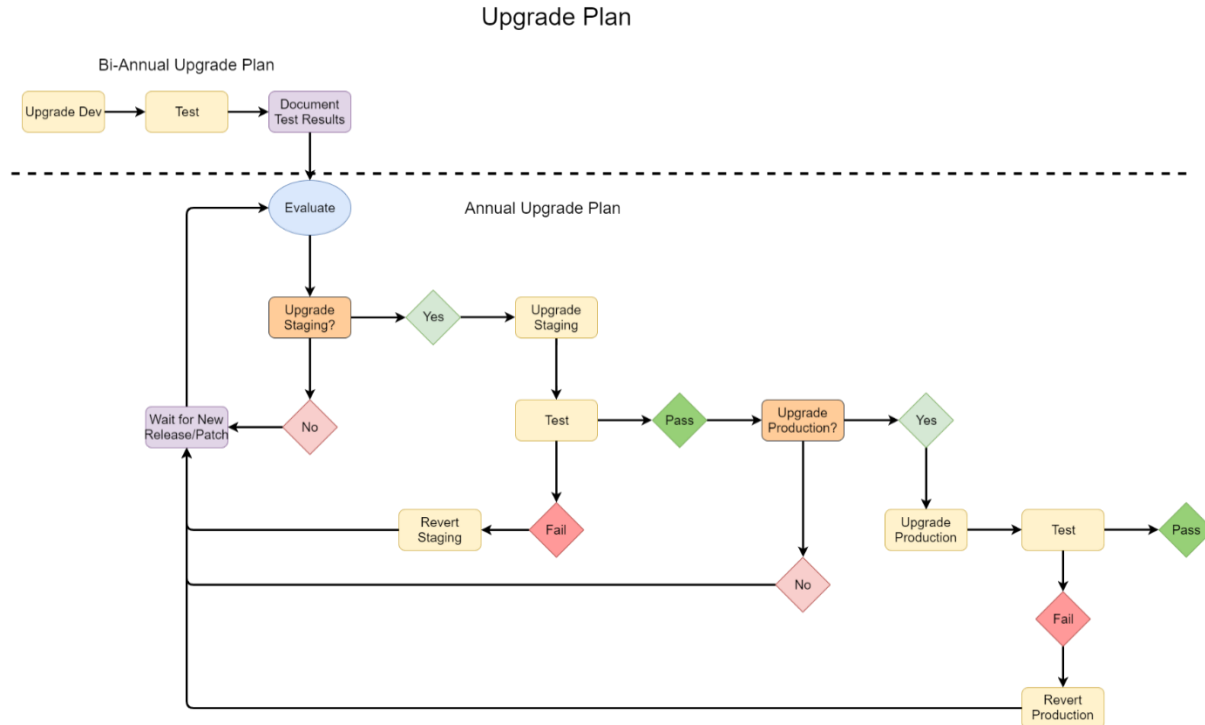 Upgrade Plan
Bi-Annual Upgrade Plan
Upgrade Dev
Test
Document
Test Results
Evaluate
Annual Upgrade Plan
Upgrade
Staging?
Yes
Upgrade
Staging
Wait for New
Release/Patch
No
Test
Pass
Upgrade
Production?
Yes
Revert
Staging
Fail
Upgrade
Production
Test
Pass
No
Fail
Revert
Production